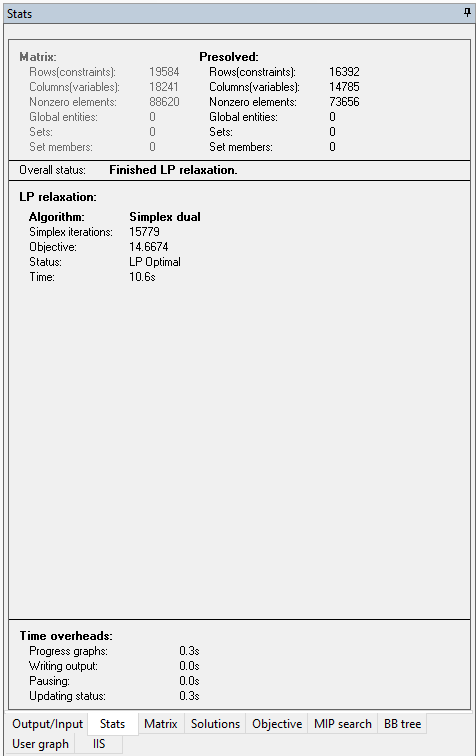 Stats
Matrix: Presolved:
Rows(constraints): 19584 Rows(constraints): 16392
Columns(variables): 18241 Columns(variables): 14785
Nonzero elements: 88620 Nonzero elements: 73656
Global entities: 0 Global entities: 0
Sets: 0 Sets: 0
Set members: 0 Set members: 0
Overall status: Finished LP relaxation.
LP relaxation:
Algorithm: Simplex dual
Simplex iterations: 15779
Objective: 14.6674
Status: LP Optimal
Time: 10.6s
Time overheads:
Progress graphs: 0.3s
Writing output: 0.0s
Pausing: 0.0s
Updating status: 0.3s
Output/Input Stats Matrix Solutions Objective MIP search BB tree
User graph IIS